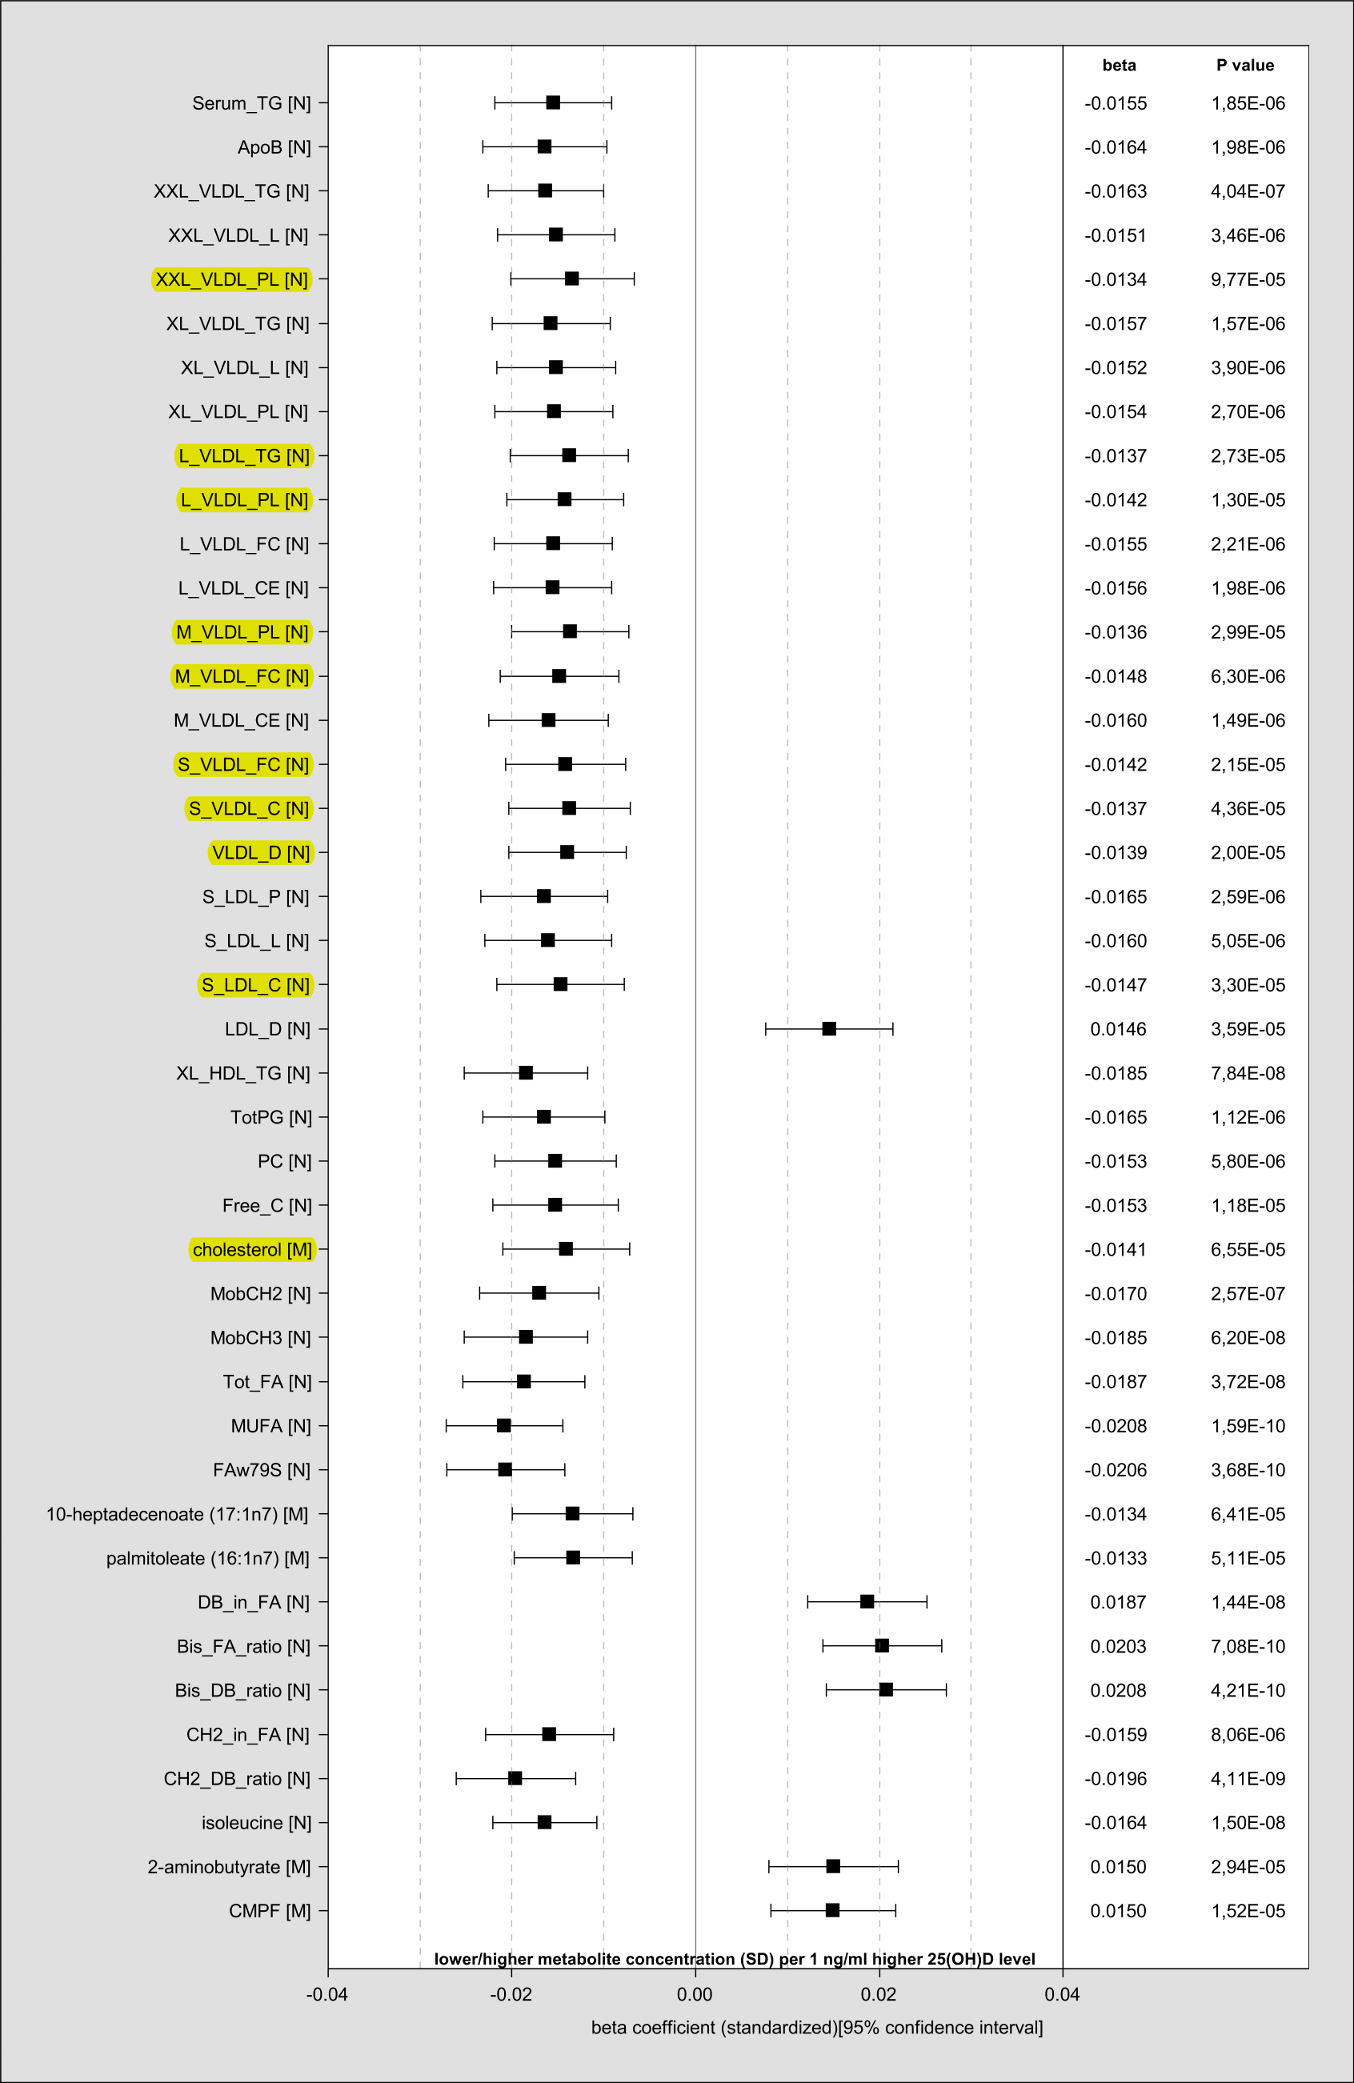 beta P value
Serum_TG [N] -0.0155 1,85E-06
ApoB [N] -0.0164 1,98E-06
XXL_VLDL_TG [N] -0.0163 4,04E-07
XXL_VLDL_L [N] -0.0151 3,46E-06
XXL_VLDL_PL [N] -0.0134 9,77E-05
XL_VLDL_TG [N] -0.0157 1,57E-06
XL_VLDL_L [N] -0.0152 3,90E-06
XL_VLDL_PL [N] -0.0154 2,70E-06
L_VLDL_TG [N] -0.0137 2,73E-05
L_VLDL_PL [N] -0.0142 1,30E-05
L_VLDL_FC [N] -0.0155 2,21E-06
L_VLDL_CE [N] -0.0156 1,98E-06
M_VLDL_PL [N] -0.0136 2,99E-05
M_VLDL_FC [N] -0.0148 6,30E-06
M_VLDL_CE [N] -0.0160 1,49E-06
S_VLDL_FC [N] -0.0142 2,15E-05
S_VLDL_C [N] -0.0137 4,36E-05
VLDL_D [N] -0.0139 2,00E-05
S_LDL_P [N] -0.0165 2,59E-06
S_LDL_L [N] -0.0160 5,05E-06
S_LDL_C [N] -0.0147 3,30E-05
LDL_D [N] 0.0146 3,59E-05
XL_HDL_TG [N] -0.0185 7,84E-08
TotPG [N] -0.0165 1,12E-06
PC [N] -0.0153 5,80E-06
Free_C [N] -0.0153 1,18E-05
cholesterol [M] -0.0141 6,55E-05
MobCH2 [N] -0.0170 2,57E-07
MobCH3 [N] -0.0185 6,20E-08
Tot_FA [N] -0.0187 3,72E-08
MUFA [N] -0.0208 1,59E-10
FAw79S [N] -0.0206 3,68E-10
10-heptadecenoate (17:1n7) [M] -0.0134 6,41E-05
palmitoleate (16:1n7) [M] -0.0133 5,11E-05
DB_in_FA [N] 0.0187 1,44E-08
Bis_FA_ratio [N] 0.0203 7,08E-10
Bis_DB_ratio [N] 0.0208 4,21E-10
CH2_in_FA [N] -0.0159 8,06E-06
CH2_DB_ratio [N] -0.0196 4,11E-09
isoleucine [N] -0.0164 1,50E-08
2-aminobutyrate [M] 0.0150 2,94E-05
CMPF [M] 0.0150 1,52E-05
lower/higher metabolite concentration (SD) per 1 ng/ml higher 25(OH)D level
-0.04 -0.02 0.00 0.02 0.04
beta coefficient (standardized)[95% confidence interval]